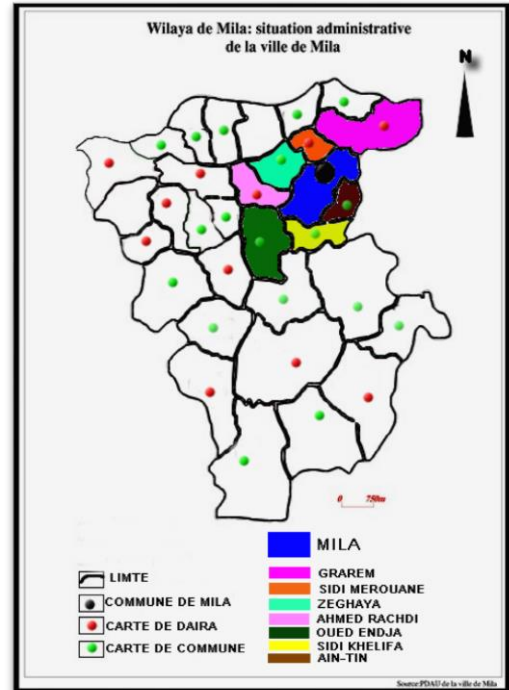 Wilaya de Mila: situation administrative
de la ville de Mila
N
0 750m
MILA
GRAREM
SIDI MEROUANE
ZEGHAYA
AHMED RACHDI
OUED ENDJA
SIDI KHELIFA
AIN-TIN
LIMTE
COMMUNE DE MILA
CARTE DE DAIRA
CARTE DE COMMUNE
Source:PDAU de la ville de Mila